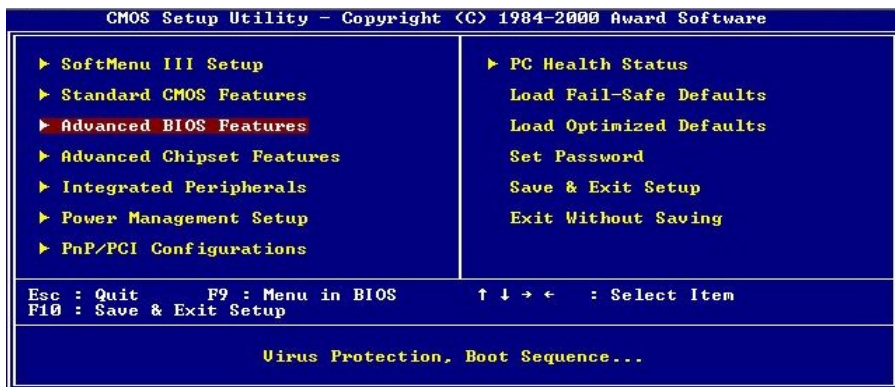 CMOS Setup Utility - Copyright (C) 1984-2000 Award Software
▶ SoftMenu III Setup
▶ Standard CMOS Features
▶ Advanced BIOS Features
▶ Advanced Chipset Features
▶ Integrated Peripherals
▶ Power Management Setup
▶ PnP/PCI Configurations
▶ PC Health Status
Load Fail-Safe Defaults
Load Optimized Defaults
Set Password
Save & Exit Setup
Exit Without Saving
Esc : Quit F9 : Menu in BIOS ↑ ↓ → ← : Select Item
F10 : Save & Exit Setup
Virus Protection, Boot Sequence...